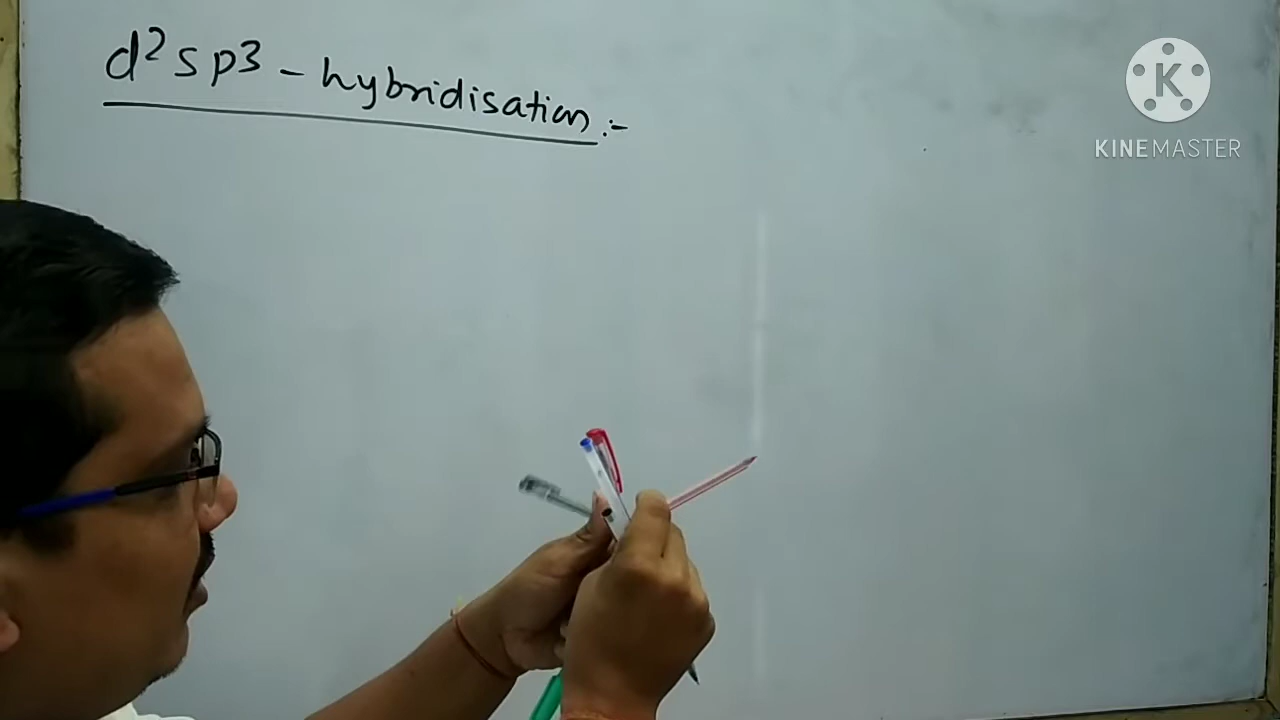 d²sp3 - hybridisation :-
K
KINEMASTER